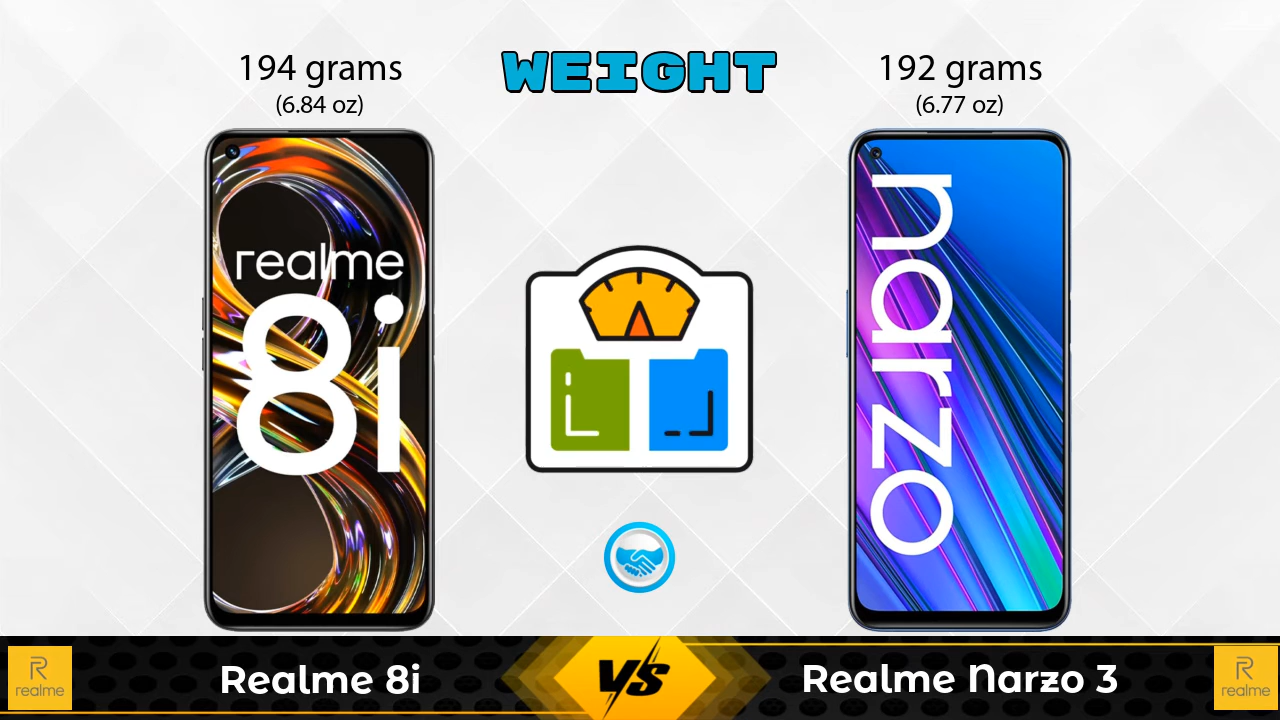 WEIGHT
194 grams
(6.84 oz)
192 grams
(6.77 oz)
realme
8i
narzo
R
realme
Realme 8i
VS
Realme Narzo 3
R
realme